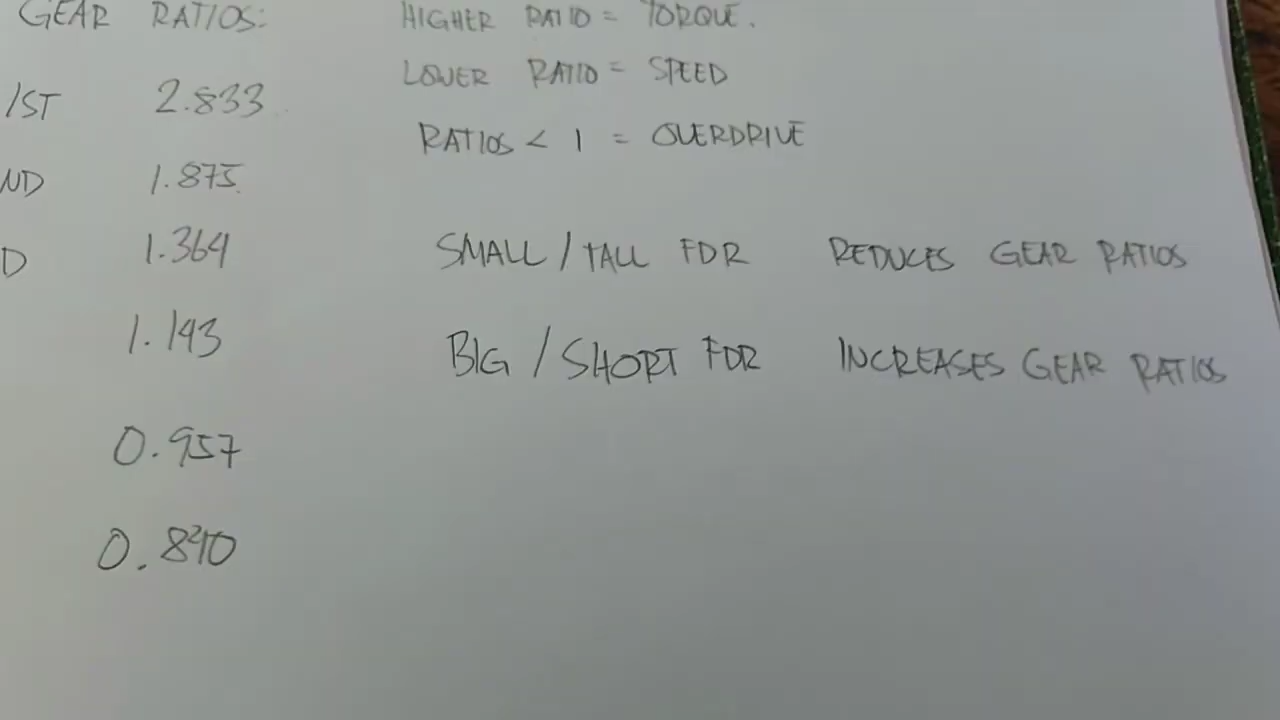 GEAR RATIOS:
1ST 2.833
ND 1.875
D 1.364
1.143
0.957
0.840
HIGHER RATIO = TORQUE.
LOWER RATIO = SPEED
RATIOS < 1 = OVERDRIVE
SMALL / TALL FDR REDUCES GEAR RATIOS
BIG / SHORT FDR INCREASES GEAR RATIOS